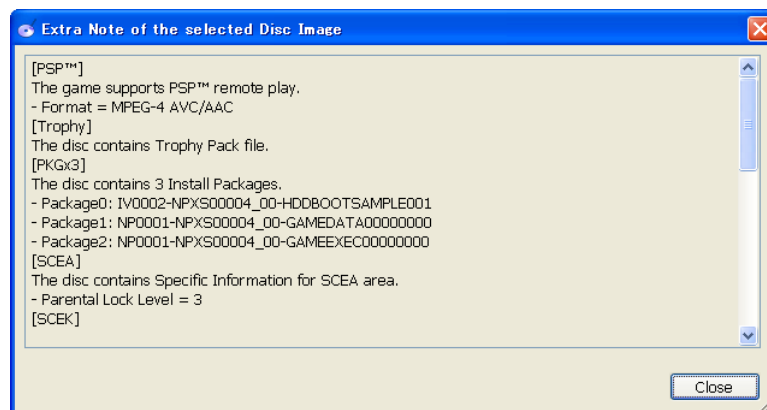 Extra Note of the selected Disc Image
[PSP™]
The game supports PSP™ remote play.
- Format = MPEG-4 AVC/AAC
[Trophy]
The disc contains Trophy Pack file.
[PKGx3]
The disc contains 3 Install Packages.
- Package0: IV0002-NPXS00004_00-HDDBOOTSAMPLE001
- Package1: NP0001-NPXS00004_00-GAMEDATA00000000
- Package2: NP0001-NPXS00004_00-GAMEEXEC00000000
[SCEA]
The disc contains Specific Information for SCEA area.
- Parental Lock Level = 3
[SCEK]
Close